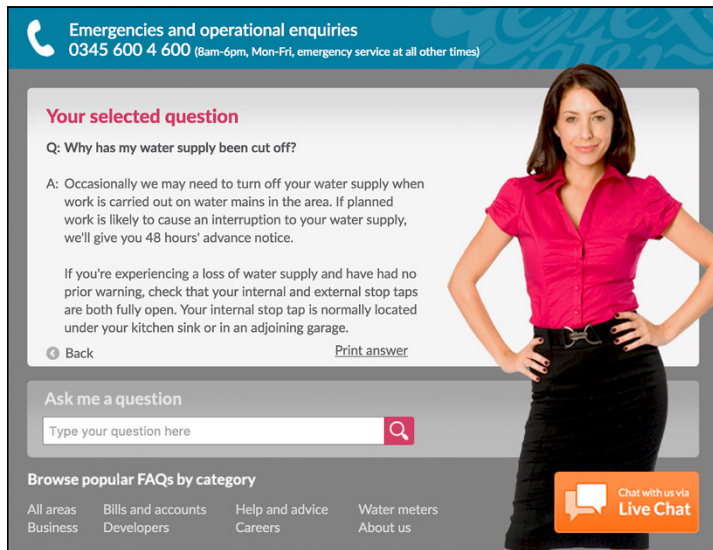 Emergencies and operational enquiries
0345 600 4 600 (8am-6pm, Mon-Fri, emergency service at all other times)
Your selected question
Q: Why has my water supply been cut off?
A: Occasionally we may need to turn off your water supply when
work is carried out on water mains in the area. If planned
work is likely to cause an interruption to your water supply,
we'll give you 48 hours' advance notice.
If you're experiencing a loss of water supply and have had no
prior warning, check that your internal and external stop taps
are both fully open. Your internal stop tap is normally located
under your kitchen sink or in an adjoining garage.
Back
Print answer
Ask me a question
Type your question here
Browse popular FAQs by category
All areas Bills and accounts Help and advice Water meters
Business Developers Careers About us
Chat with us via
Live Chat